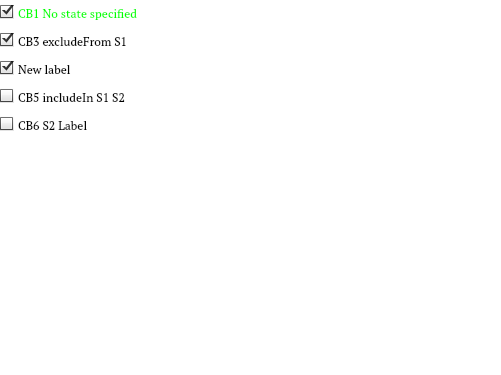 CB1 No state specified
CB3 excludeFrom S1
New label
CB5 includeIn S1 S2
CB6 S2 Label